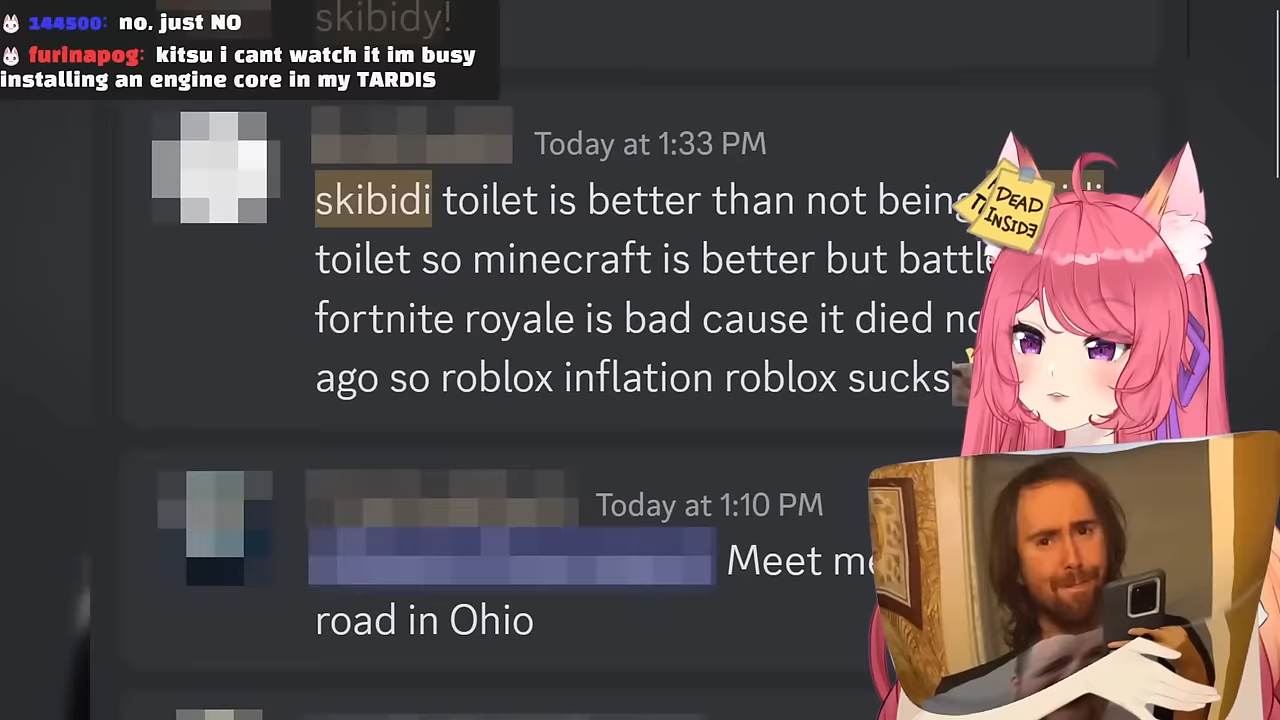 144500: no. just NO
furinapog: kitsu i cant watch it im busy
installing an engine core in my TARDIS
skibidy!
Today at 1:33 PM
skibidi toilet is better than not being
toilet so minecraft is better but battle
fortnite royale is bad cause it died
ago so roblox inflation roblox sucks
DEAD
INSIDE
Today at 1:10 PM
Meet me
road in Ohio